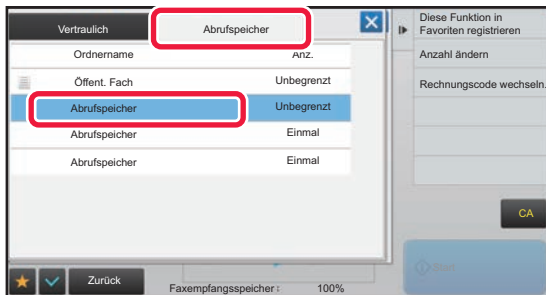 Vertraulich
Abrufspeicher
Ordnername
Anz.
Öffent. Fach
Unbegrenzt
Abrufspeicher
Unbegrenzt
Abrufspeicher
Einmal
Abrufspeicher
Einmal
Zurück
Faxempfangsspeicher :
100%
Diese Funktion in
Favoriten registrieren
Anzahl ändern
Rechnungscode wechseln.
CA
Start